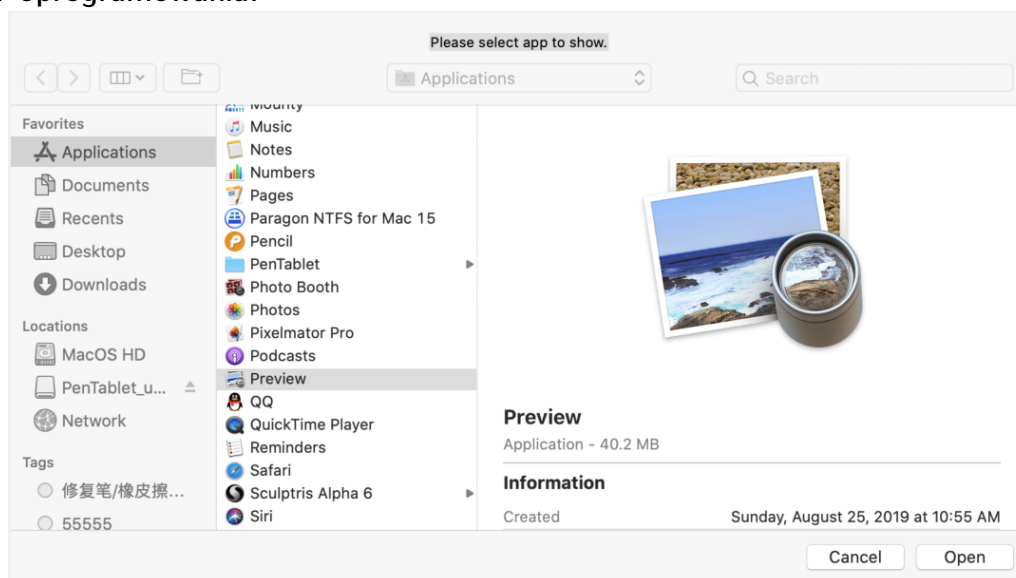 oprogramowania.
Please select app to show.
Applications
Search
Favorites
Applications
Documents
Recents
Desktop
Downloads
Locations
MacOS HD
PenTablet_u...
Network
Tags
修复笔/橡皮擦...
55555
Mounty
Music
Notes
Numbers
Pages
Paragon NTFS for Mac 15
Pencil
PenTablet
Photo Booth
Photos
Pixelmator Pro
Podcasts
Preview
QQ
QuickTime Player
Reminders
Safari
Sculptris Alpha 6
Siri
Preview
Application - 40.2 MB
Information
Created Sunday, August 25, 2019 at 10:55 AM
Cancel Open